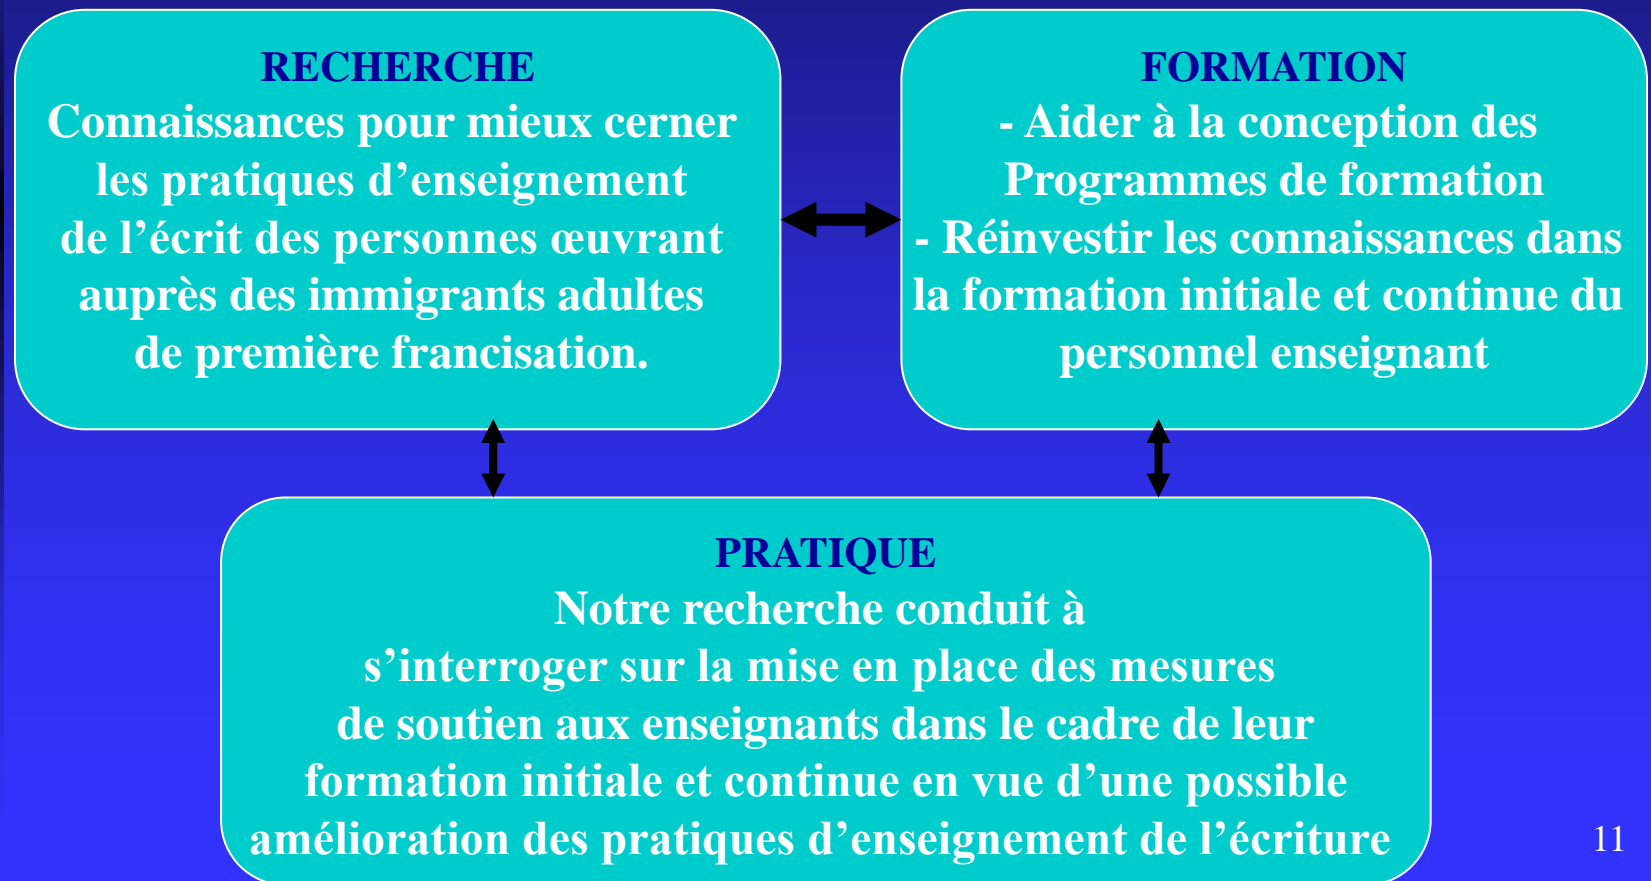 RECHERCHE
Connaissances pour mieux cerner
les pratiques d’enseignement
de l’écrit des personnes œuvrant
auprès des immigrants adultes
de première francisation.
FORMATION
- Aider à la conception des
Programmes de formation
- Réinvestir les connaissances dans
la formation initiale et continue du
personnel enseignant
PRATIQUE
Notre recherche conduit à
s’interroger sur la mise en place des mesures
de soutien aux enseignants dans le cadre de leur
formation initiale et continue en vue d’une possible
amélioration des pratiques d’enseignement de l’écriture
11